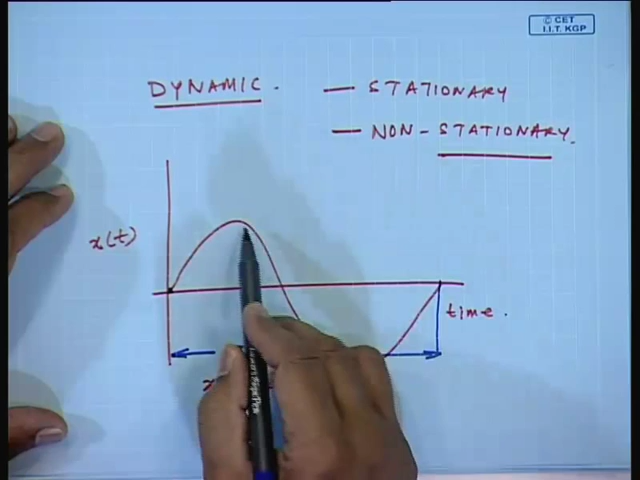 © CET
I.I.T. KGP
DYNAMIC. — STATIONARY
— NON-STATIONARY.
x(t)
time.